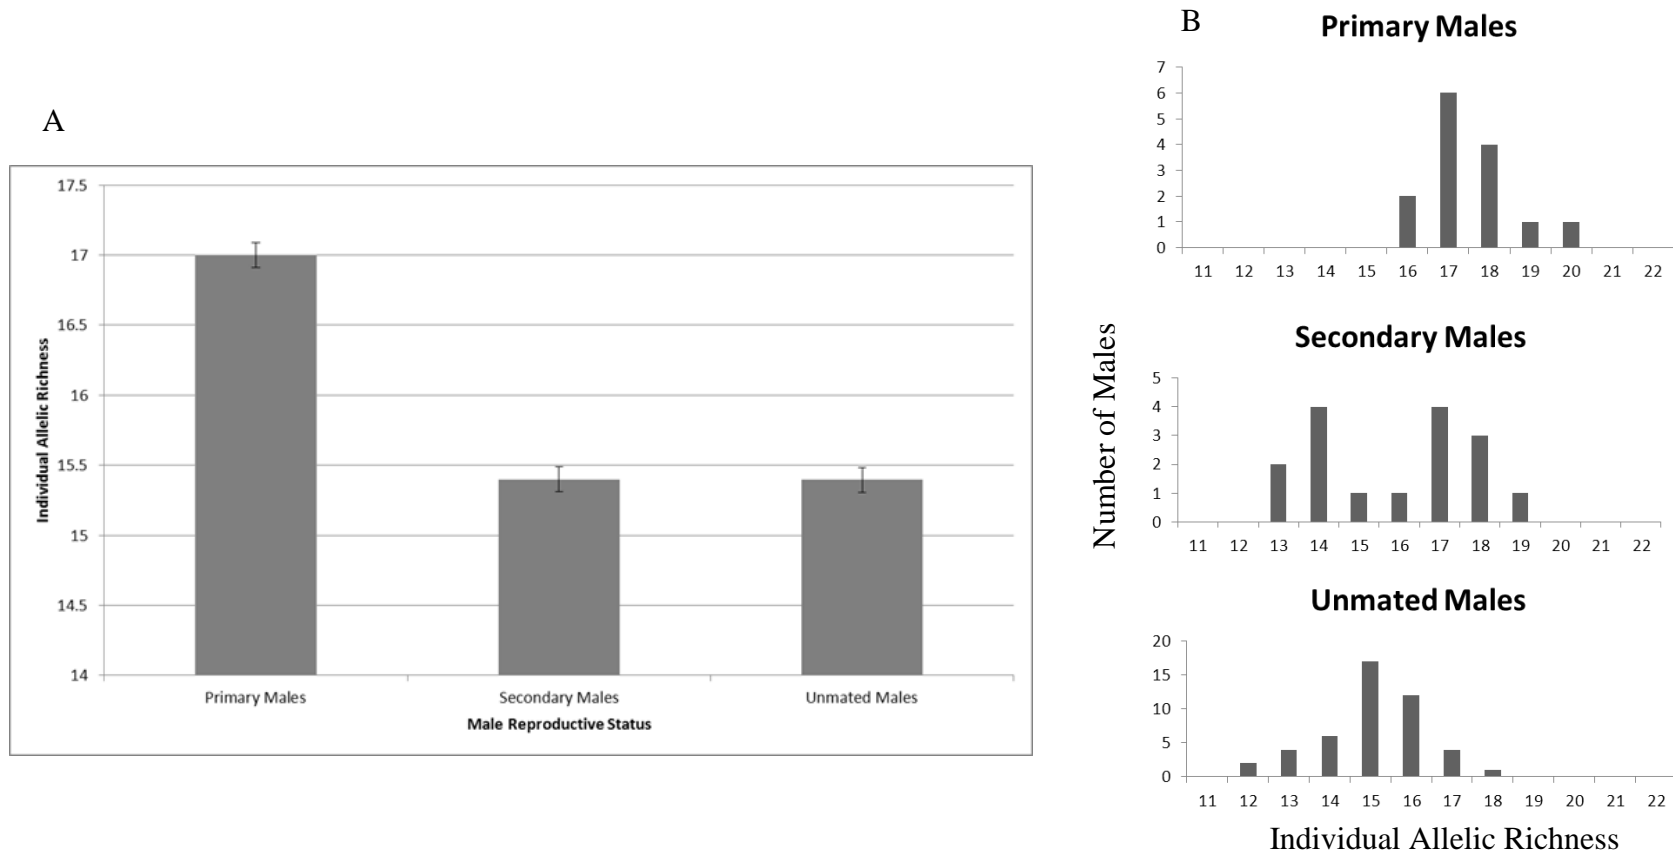 A
17.5
17
16.5
16
15.5
15
14.5
14
Individual Allelic Richness
Primary Males Secondary Males Unmated Males
Male Reproductive Status
B
Primary Males
7
6
5
4
3
2
1
0
11 12 13 14 15 16 17 18 19 20 21 22
Number of Males
Secondary Males
5
4
3
2
1
0
11 12 13 14 15 16 17 18 19 20 21 22
Unmated Males
20
15
10
5
0
11 12 13 14 15 16 17 18 19 20 21 22
Individual Allelic Richness